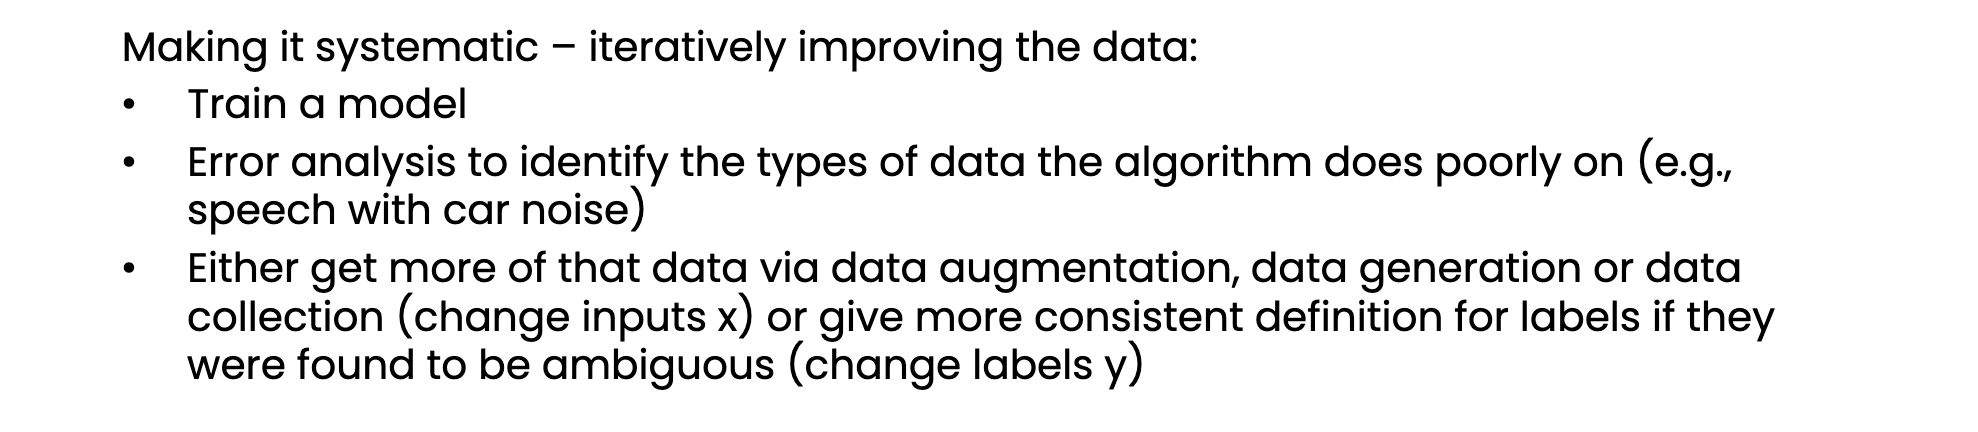 Making it systematic – iteratively improving the data:
• Train a model
• Error analysis to identify the types of data the algorithm does poorly on (e.g.,
speech with car noise)
• Either get more of that data via data augmentation, data generation or data
collection (change inputs x) or give more consistent definition for labels if they
were found to be ambiguous (change labels y)